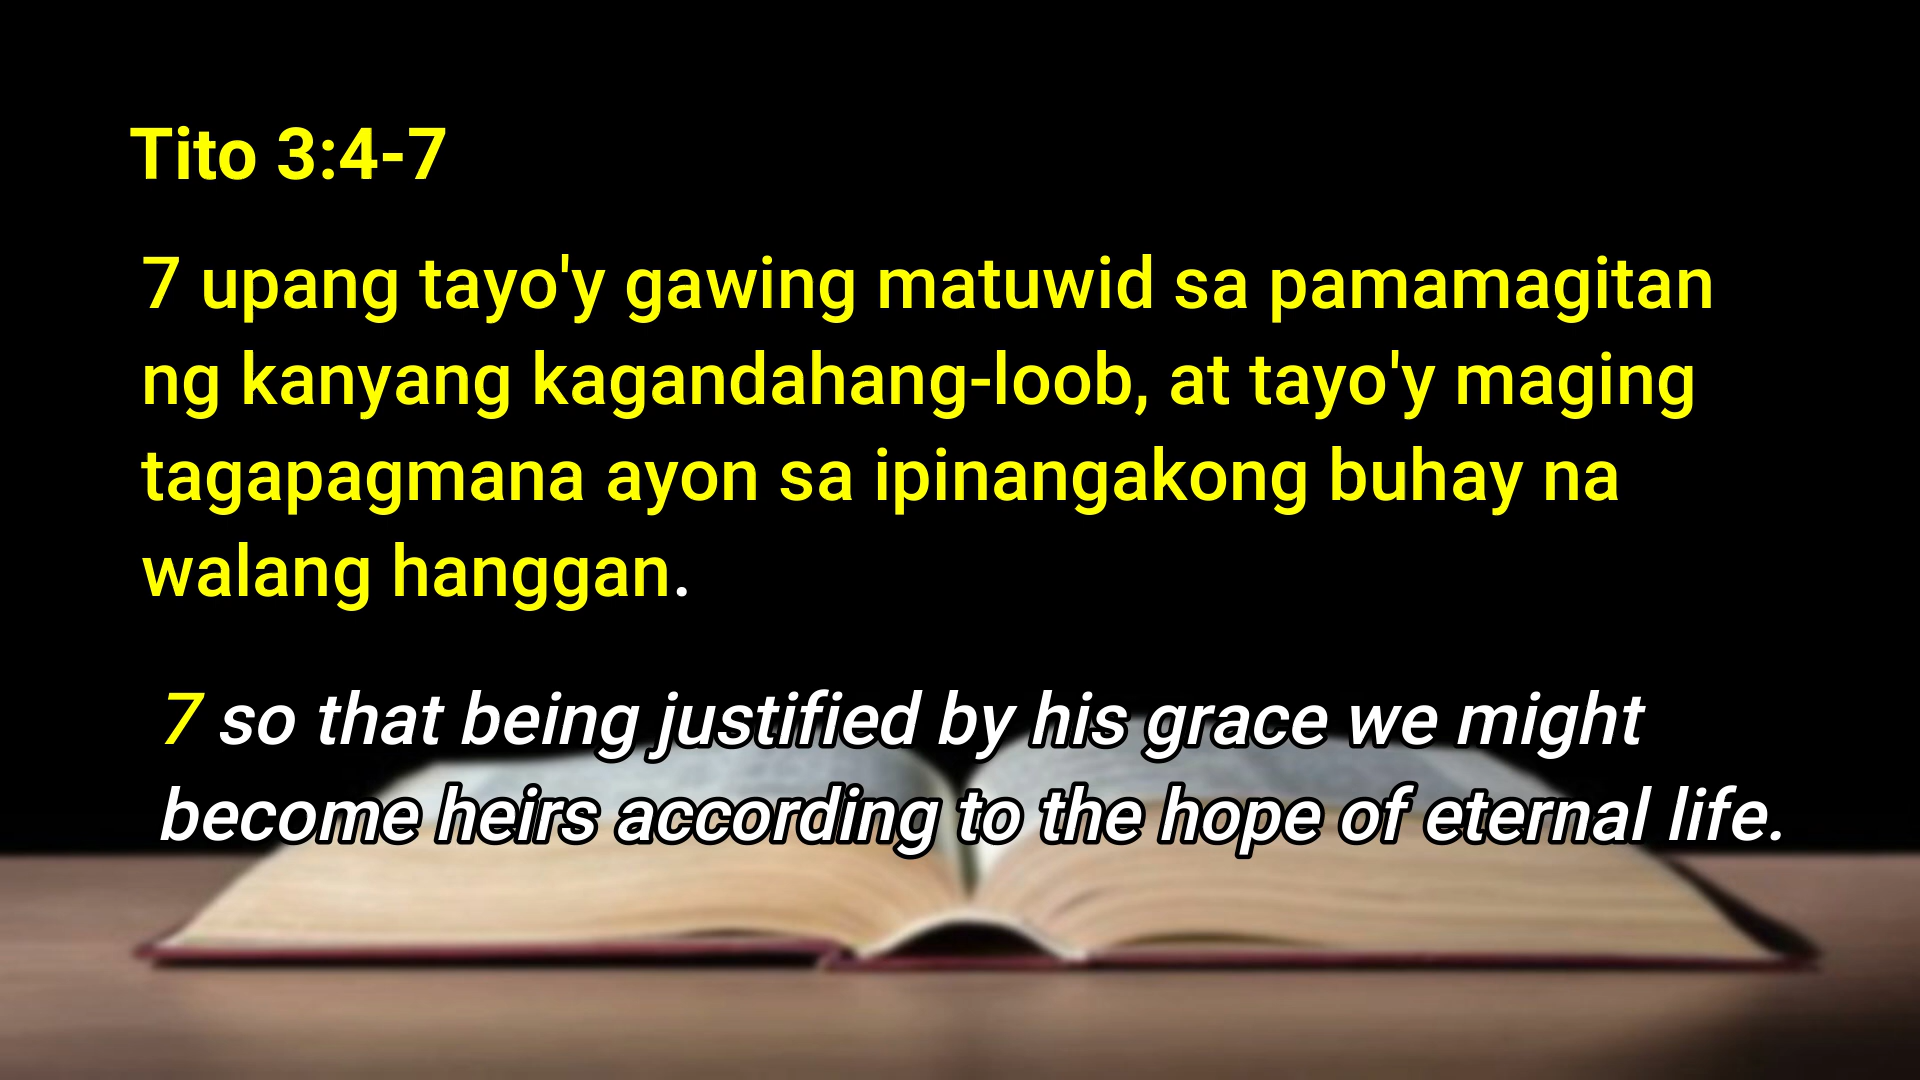 Tito 3:4-7
7 upang tayo'y gawing matuwid sa pamamagitan
ng kanyang kagandahang-loob, at tayo'y maging
tagapagmana ayon sa ipinangakong buhay na
walang hanggan.
7 so that being justified by his grace we might
become heirs according to the hope of eternal life.